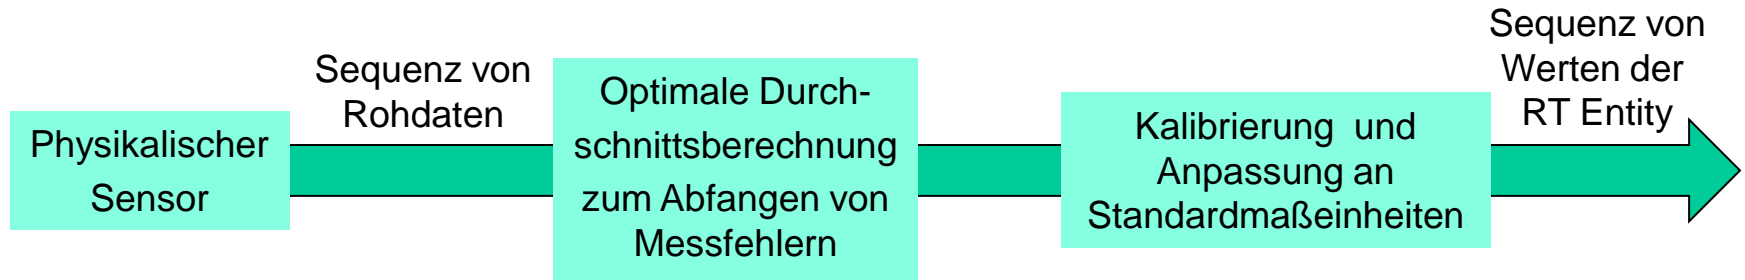 Physikalischer
Sensor
Sequenz von
Rohdaten
Optimale Durch-
schnittsberechnung
zum Abfangen von
Messfehlern
Kalibrierung und
Anpassung an
Standardmaßeinheiten
Sequenz von
Werten der
RT Entity